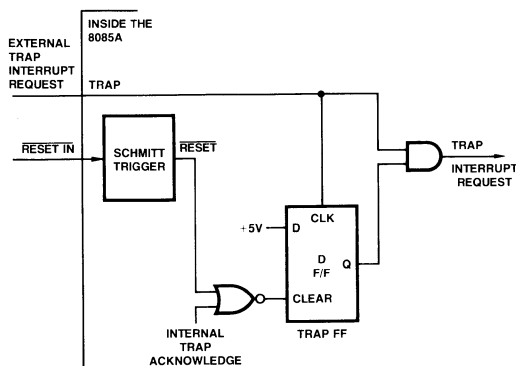 INSIDE THE
8085A
EXTERNAL
TRAP
INTERRUPT
REQUEST
TRAP
RESET IN
SCHMITT
TRIGGER
RESET
TRAP
INTERRUPT
REQUEST
CLK
+5V
D
D
F/F
Q
CLEAR
TRAP FF
INTERNAL
TRAP
ACKNOWLEDGE